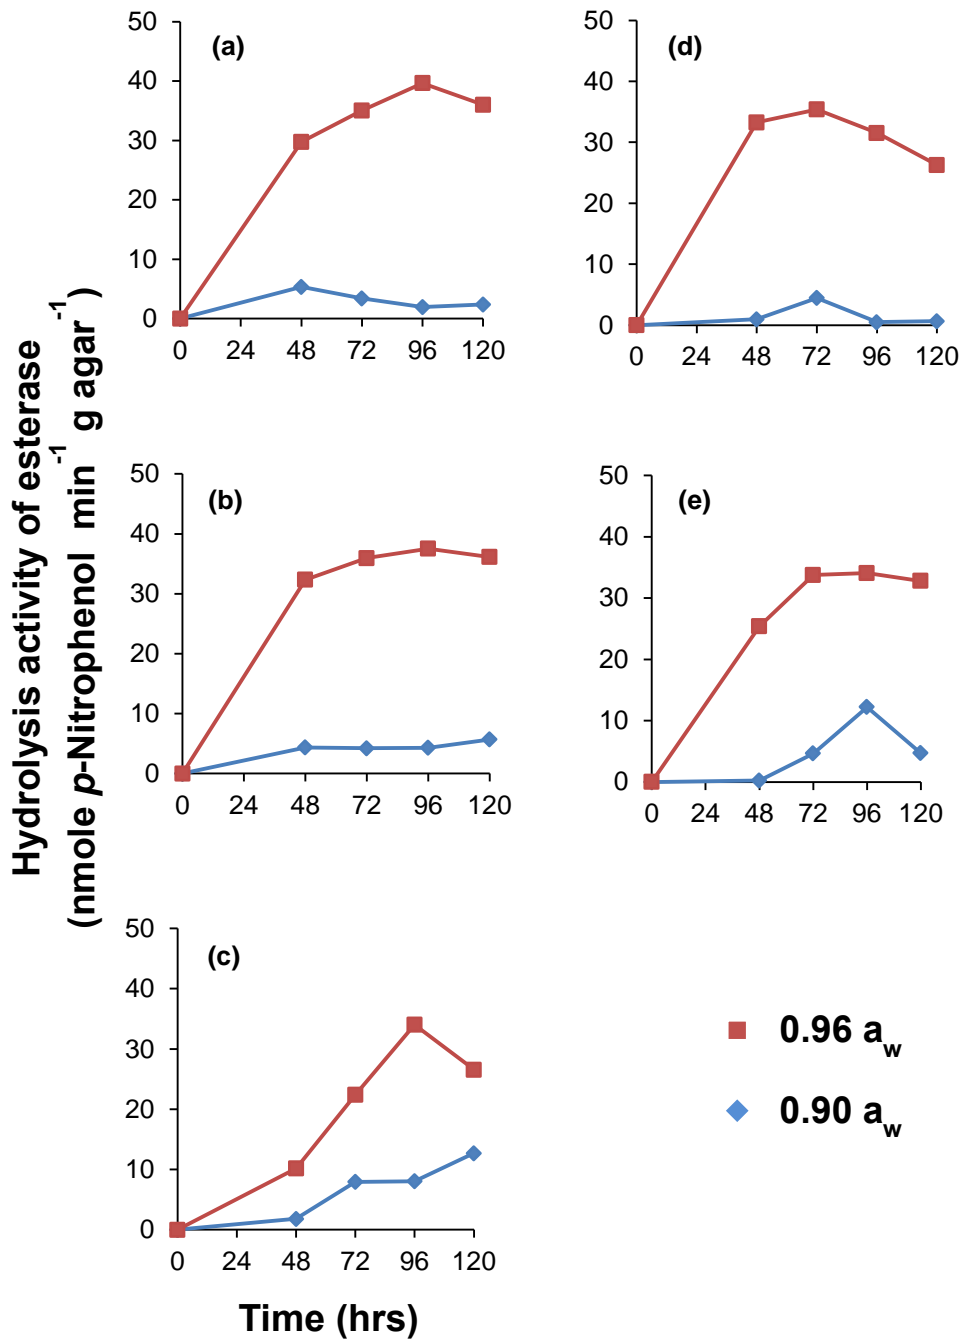 Hydrolysis activity of esterase
(nmole p-Nitrophenol min⁻¹ g agar⁻¹)
(a)
50
40
30
20
10
0
0 24 48 72 96 120
(d)
50
40
30
20
10
0
0 24 48 72 96 120
(b)
50
40
30
20
10
0
0 24 48 72 96 120
(e)
50
40
30
20
10
0
0 24 48 72 96 120
(c)
50
40
30
20
10
0
0 24 48 72 96 120
0.96 a_w
0.90 a_w
Time (hrs)